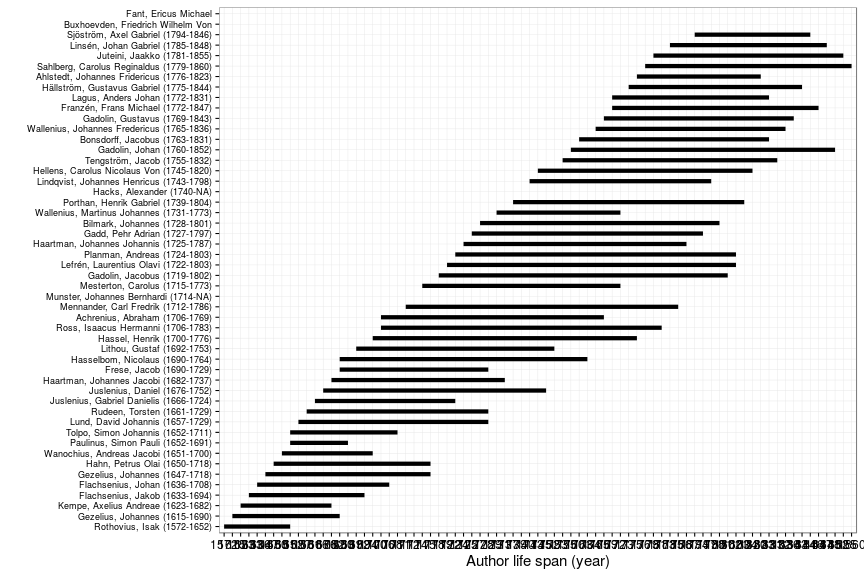 Fant, Ericus Michael
Buxhoevden, Friedrich Wilhelm Von
Sjöström, Axel Gabriel (1794-1846)
Linsén, Johan Gabriel (1785-1848)
Juteini, Jaakko (1781-1855)
Sahlberg, Carolus Reginaldus (1779-1860)
Ahlstedt, Johannes Fridericus (1776-1823)
Hällström, Gustavus Gabriel (1775-1844)
Lagus, Anders Johan (1772-1831)
Franzén, Frans Michael (1772-1847)
Gadolin, Gustavus (1769-1843)
Wallenius, Johannes Fredericus (1765-1836)
Bonsdorff, Jacobus (1763-1831)
Gadolin, Johan (1760-1852)
Tengström, Jacob (1755-1832)
Hellens, Carolus Nicolaus Von (1745-1820)
Lindqvist, Johannes Henricus (1743-1798)
Hacks, Alexander (1740-NA)
Porthan, Henrik Gabriel (1739-1804)
Wallenius, Martinus Johannes (1731-1773)
Bilmark, Johannes (1728-1801)
Gadd, Pehr Adrian (1727-1797)
Haartman, Johannes Johannis (1725-1787)
Planman, Andreas (1724-1803)
Lefrén, Laurentius Olavi (1722-1803)
Gadolin, Jacobus (1719-1802)
Mesterton, Carolus (1715-1773)
Munster, Johannes Bernhardi (1714-NA)
Mennander, Carl Fredrik (1712-1786)
Achrenius, Abraham (1706-1769)
Ross, Isaacus Hermanni (1706-1783)
Hassel, Henrik (1700-1776)
Lithou, Gustaf (1692-1753)
Hasselbom, Nicolaus (1690-1764)
Frese, Jacob (1690-1729)
Haartman, Johannes Jacobi (1682-1737)
Juslenius, Daniel (1676-1752)
Juslenius, Gabriel Danielis (1666-1724)
Rudeen, Torsten (1661-1729)
Lund, David Johannis (1657-1729)
Tolpo, Simon Johannis (1652-1711)
Paulinus, Simon Pauli (1652-1691)
Wanochius, Andreas Jacobi (1651-1700)
Hahn, Petrus Olai (1650-1718)
Gezelius, Johannes (1647-1718)
Flachsenius, Johan (1636-1708)
Flachsenius, Jakob (1633-1694)
Kempe, Axelius Andreae (1623-1682)
Gezelius, Johannes (1615-1690)
Rothovius, Isak (1572-1652)
Author life span (year)